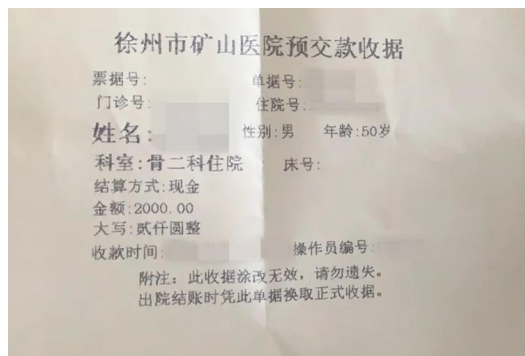 徐州市矿山医院预交款收据
票据号: 单据号:
门诊号: 住院号:
姓名: 性别:男 年龄:50岁
科室:骨二科住院 床号:
结算方式:现金
金额:2000.00
大写:贰仟圆整
收款时间: 操作员编号:
附注：此收据涂改无效，请勿遗失。
出院结账时凭此单据换取正式收据。